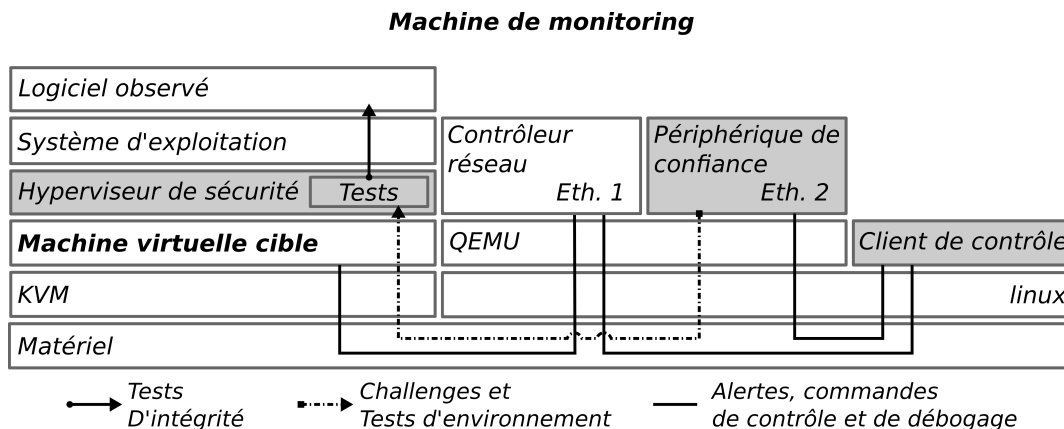 Machine de monitoring
Logiciel observé
Système d'exploitation
Hyperviseur de sécurité
Tests
Contrôleur
réseau
Eth. 1
Périphérique de
confiance
Eth. 2
Machine virtuelle cible
QEMU
Client de contrôle
KVM
linux
Matériel
Tests
D'intégrité
Challenges et
Tests d'environnement
Alertes, commandes
de contrôle et de débogage